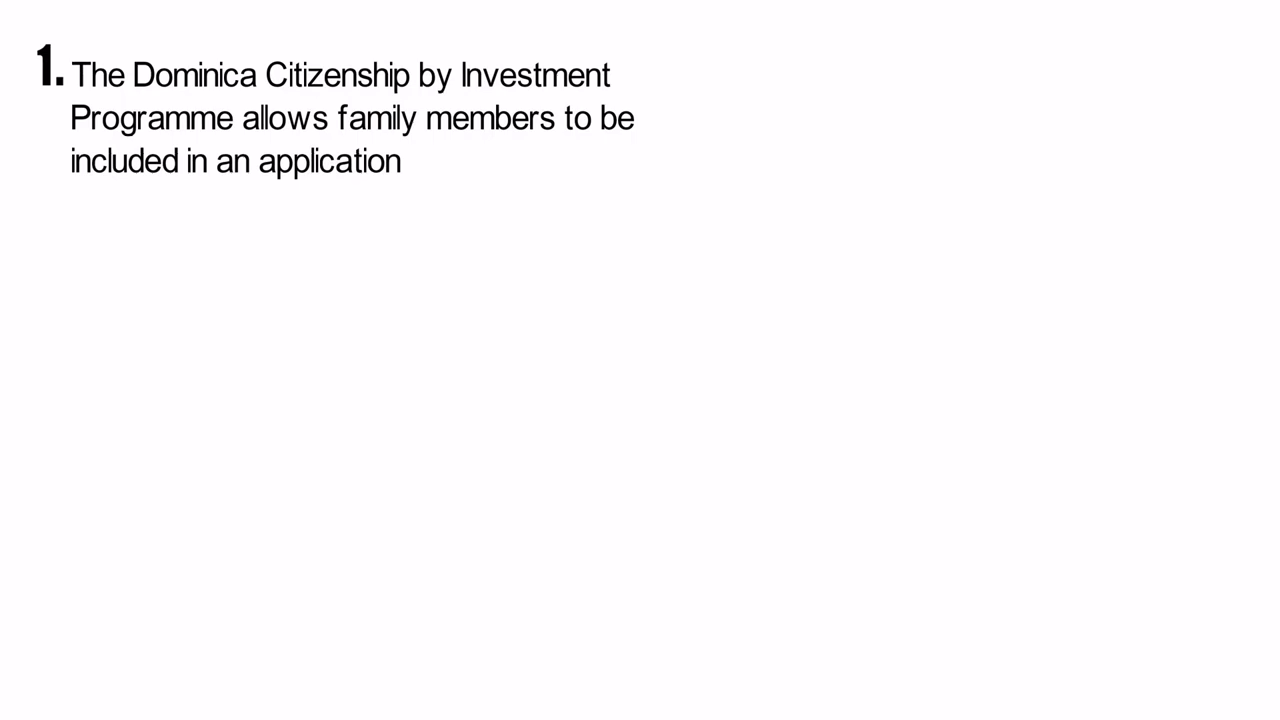 1. The Dominica Citizenship by Investment
Programme allows family members to be
included in an application